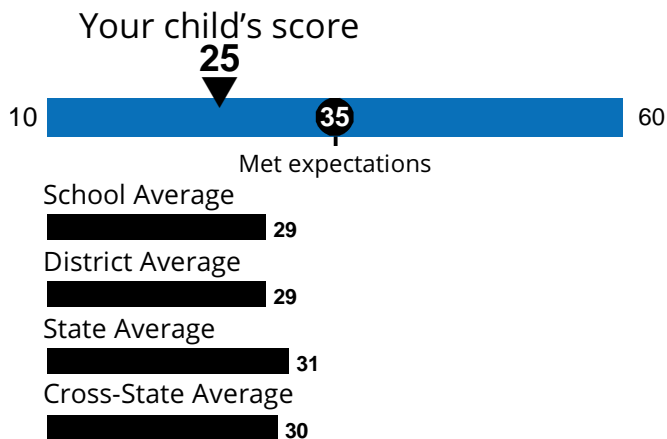 Your child's score
25
10 35 60
Met expectations
School Average
29
District Average
29
State Average
31
Cross-State Average
30